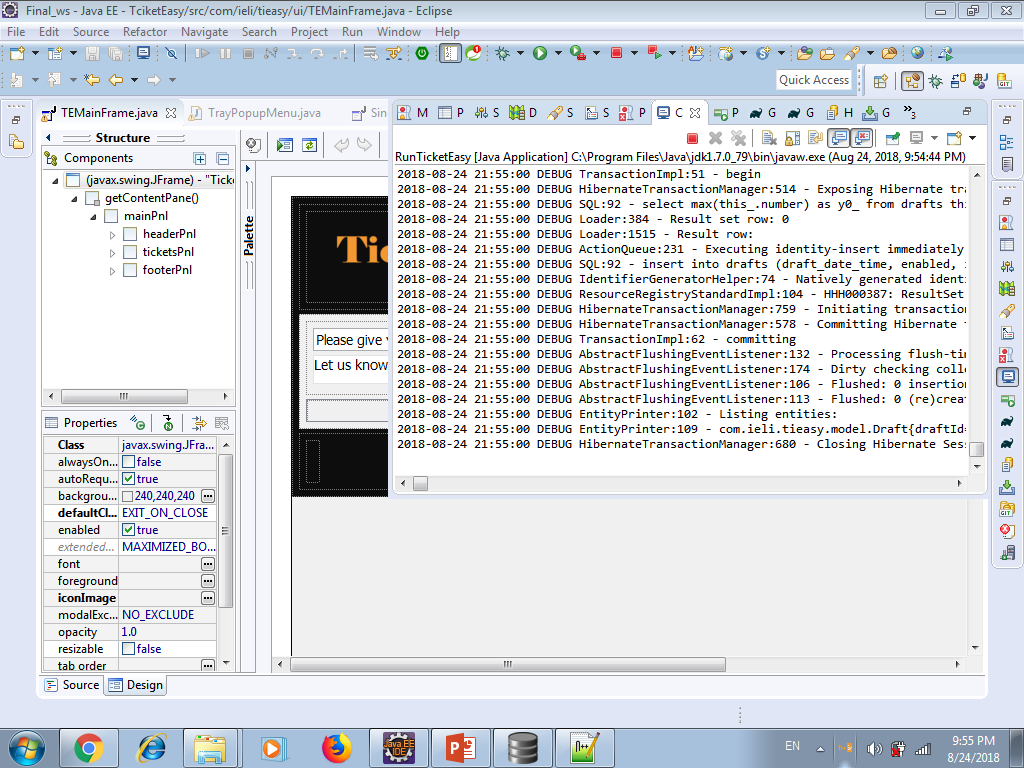 Final_ws - Java EE - TciketEasy/src/com/ieli/tieasy/ui/TEMainFrame.java - Eclipse
File Edit Source Refactor Navigate Search Project Run Window Help
Quick Access
TEMainFrame.java TrayPopupMenu.java Sin
M P S D S S P C P G G H G 3
Structure
Components
(javax.swing.JFrame) - "Ticke
getContentPane()
mainPnl
headerPnl
ticketsPnl
footerPnl
Palette
Tic
Please give
Let us know
RunTicketEasy [Java Application] C:\Program Files\Java\jdk1.7.0_79\bin\javaw.exe (Aug 24, 2018, 9:54:44 PM)
2018-08-24 21:55:00 DEBUG TransactionImpl:51 - begin
2018-08-24 21:55:00 DEBUG HibernateTransactionManager:514 - Exposing Hibernate tra
2018-08-24 21:55:00 DEBUG SQL:92 - select max(this_.number) as y0_ from drafts thi
2018-08-24 21:55:00 DEBUG Loader:384 - Result set row: 0
2018-08-24 21:55:00 DEBUG Loader:1515 - Result row:
2018-08-24 21:55:00 DEBUG ActionQueue:231 - Executing identity-insert immediately
2018-08-24 21:55:00 DEBUG SQL:92 - insert into drafts (draft_date_time, enabled,
2018-08-24 21:55:00 DEBUG IdentifierGeneratorHelper:74 - Natively generated identi
2018-08-24 21:55:00 DEBUG ResourceRegistryStandardImpl:104 - HHH000387: ResultSet
2018-08-24 21:55:00 DEBUG HibernateTransactionManager:759 - Initiating transaction
2018-08-24 21:55:00 DEBUG HibernateTransactionManager:578 - Committing Hibernate
2018-08-24 21:55:00 DEBUG TransactionImpl:62 - committing
2018-08-24 21:55:00 DEBUG AbstractFlushingEventListener:132 - Processing flush-tim
2018-08-24 21:55:00 DEBUG AbstractFlushingEventListener:174 - Dirty checking colle
2018-08-24 21:55:00 DEBUG AbstractFlushingEventListener:106 - Flushed: 0 insertion
2018-08-24 21:55:00 DEBUG AbstractFlushingEventListener:113 - Flushed: 0 (re)creat
2018-08-24 21:55:00 DEBUG EntityPrinter:102 - Listing entities:
2018-08-24 21:55:00 DEBUG EntityPrinter:109 - com.ieli.tieasy.model.Draft{draftId=
2018-08-24 21:55:00 DEBUG HibernateTransactionManager:680 - Closing Hibernate Sess
Properties
Class javax.swing.JFra...
alwaysOn... false
autoRequ... true
backgrou... 240,240,240
defaultCl... EXIT_ON_CLOSE
enabled true
extended... MAXIMIZED_BO...
font
foreground
iconImage
modalExc... NO_EXCLUDE
opacity 1.0
resizable false
tab order
Source Design
EN
9:55 PM
8/24/2018